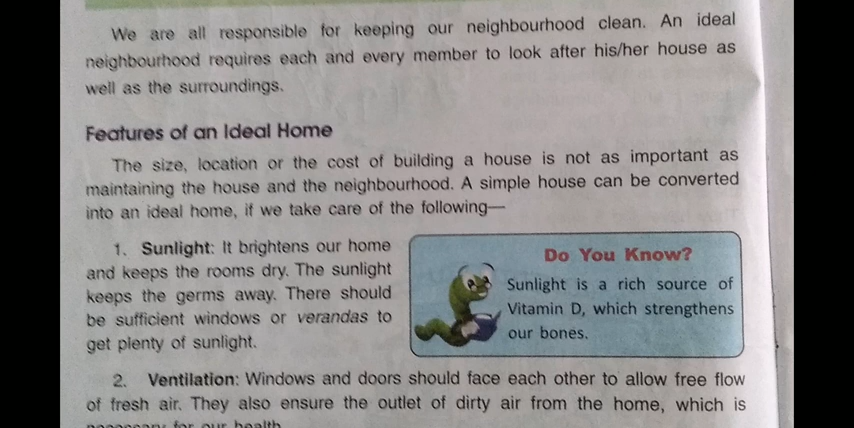 We are all responsible for keeping our neighbourhood clean. An ideal
neighbourhood requires each and every member to look after his/her house as
well as the surroundings.
Features of an Ideal Home
The size, location or the cost of building a house is not as important as
maintaining the house and the neighbourhood. A simple house can be converted
into an ideal home, if we take care of the following—
1. Sunlight: It brightens our home
and keeps the rooms dry. The sunlight
keeps the germs away. There should
be sufficient windows or verandas to
get plenty of sunlight.
Do You Know?
Sunlight is a rich source of
Vitamin D, which strengthens
our bones.
2. Ventilation: Windows and doors should face each other to allow free flow
of fresh air. They also ensure the outlet of dirty air from the home, which is
necessary for our health